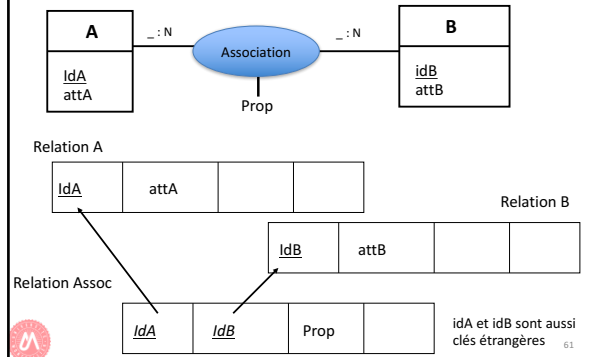 A
_ : N
Association
_ : N
B
IdA
attA
idB
attB
Prop
Relation A
IdA
attA
Relation B
IdB
attB
Relation Assoc
IdA
IdB
Prop
idA et idB sont aussi
clés étrangères
61